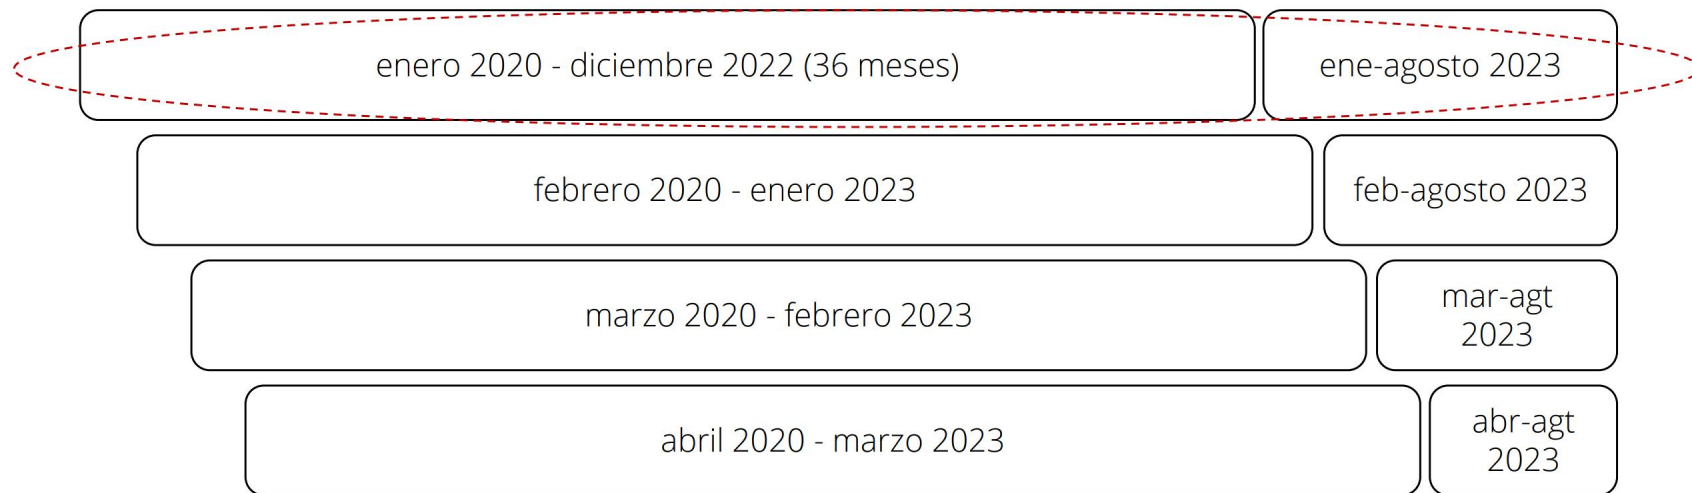 enero 2020 - diciembre 2022 (36 meses)
ene-agosto 2023
febrero 2020 - enero 2023
feb-agosto 2023
marzo 2020 - febrero 2023
mar-agt
2023
abril 2020 - marzo 2023
abr-agt
2023